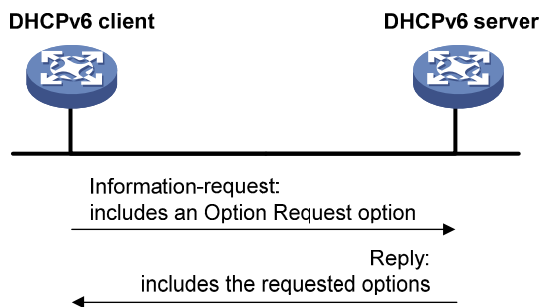 DHCPv6 client
DHCPv6 server
Information-request:
includes an Option Request option
Reply:
includes the requested options